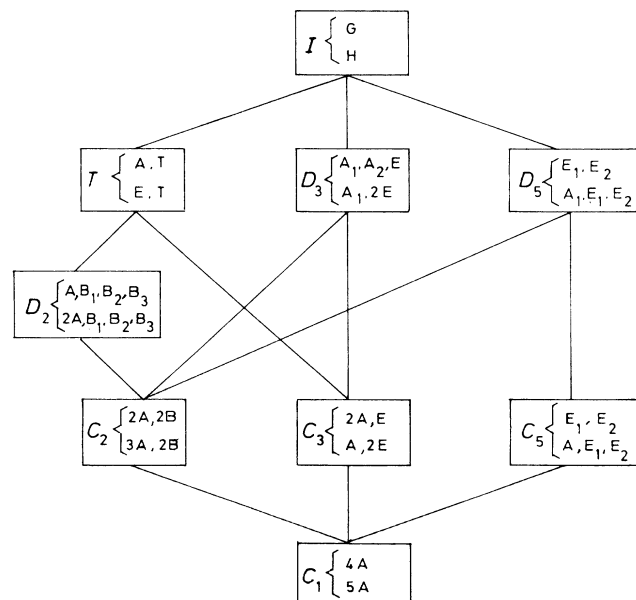 I { G
H
T { A, T
E, T
D₃ { A₁, A₂, E
A₁, 2E
D₅ { E₁, E₂
A₁, E₁, E₂
D₂ { A, B₁, B₂, B₃
2A, B₁, B₂, B₃
C₂ { 2A, 2B
3A, 2B
C₃ { 2A, E
A, 2E
C₅ { E₁, E₂
A, E₁, E₂
C₁ { 4A
5A